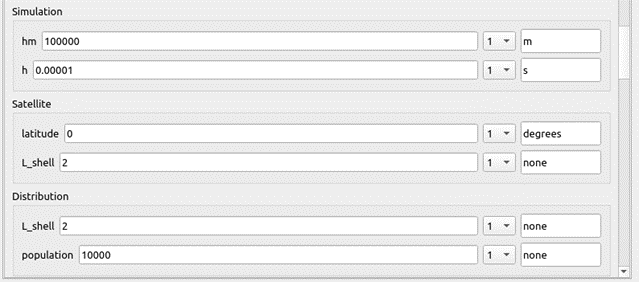 Simulation
hm 100000 1 m
h 0.00001 1 s
Satellite
latitude 0 1 degrees
L_shell 2 1 none
Distribution
L_shell 2 1 none
population 10000 1 none